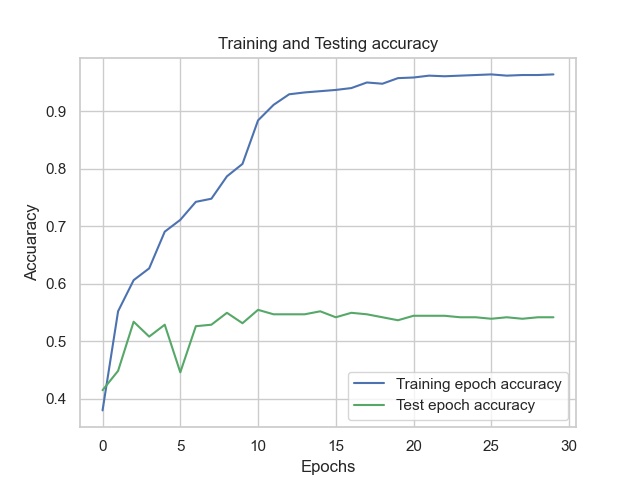 Training and Testing accuracy
Accuaracy
0.9
0.8
0.7
0.6
0.5
0.4
Training epoch accuracy
Test epoch accuracy
0 5 10 15 20 25 30
Epochs